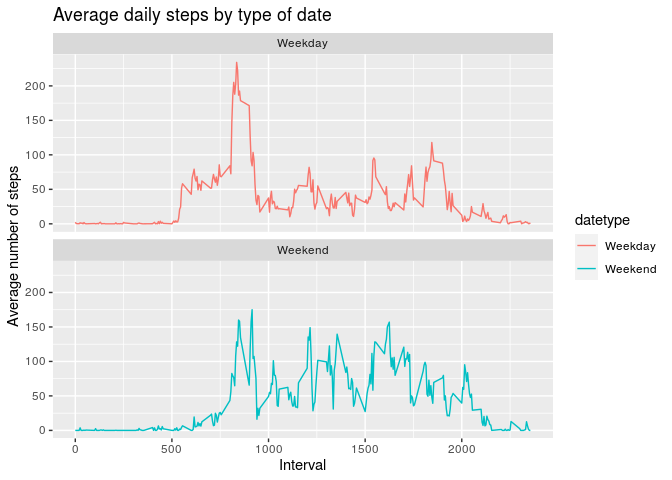 Average daily steps by type of date
Weekday
200
150
100
50
0
Weekend
200
150
100
50
0
0 500 1000 1500 2000
Interval
Average number of steps
datetype
Weekday
Weekend